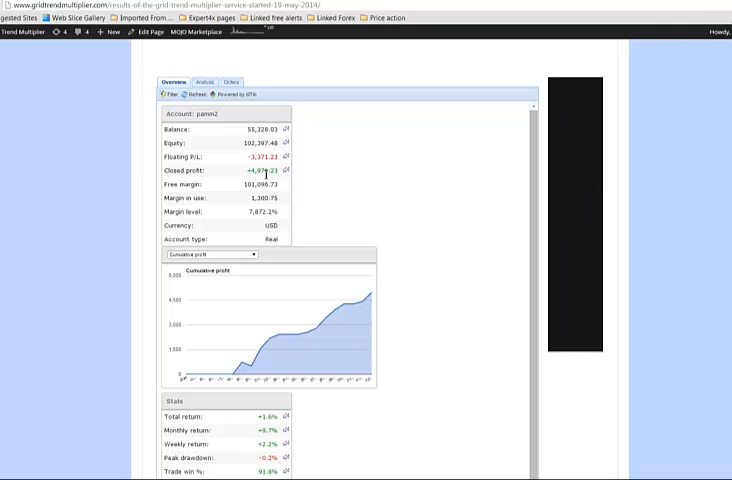 www.gridtrendmultiplier.com/results-of-the-grid-trend-multiplier-service-started-19-may-2014/
gested Sites Web Slice Gallery Imported From ... Expert4x pages Linked free alerts Linked Forex Price action
Trend Multiplier 4 4 + New Edit Page MOJO Marketplace Howdy,
Overview Analysis Orders
Filter Refresh Powered by
Account: pamm2
Balance: 55,328.03
Equity: 102,397.48
Floating P/L: -3,371.23
Closed profit:
Free margin: 101,096.73
Margin in use: 1,300.75
Margin level: 7,872.2%
Currency: USD
Account type: Real
Cumulative profit
Cumulative profit
6,000
4,500
3,000
1,500
0
Stats
Total return: +1.6%
Monthly return: +9.7%
Weekly return: +2.2%
Peak drawdown: -0.2%
Trade win %: 91.8%